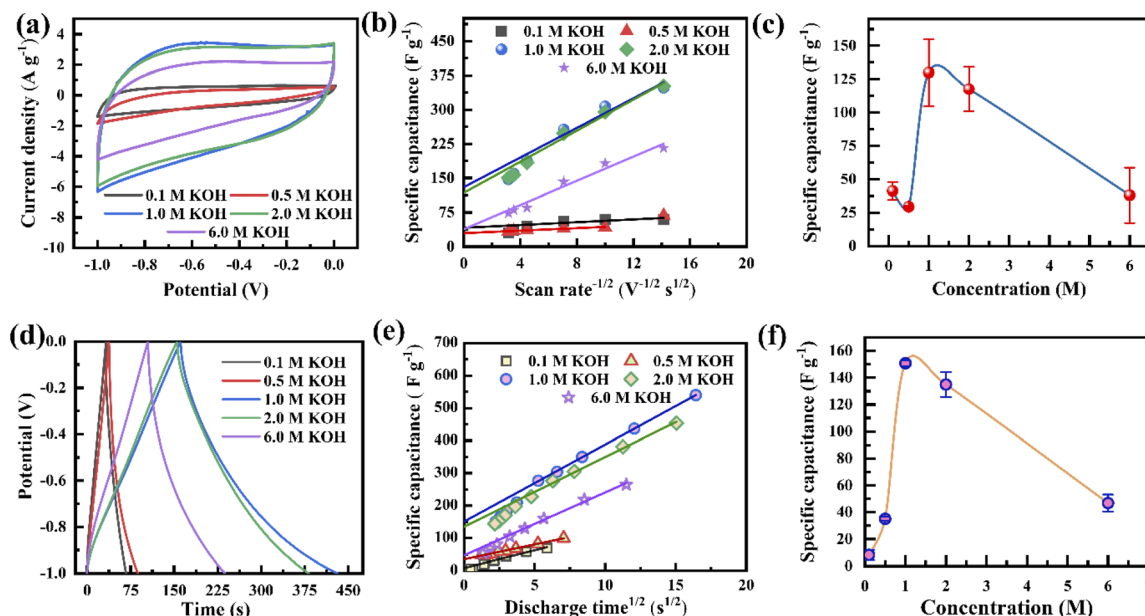 (a)
Current density (A g-1)
4
2
0
-2
-4
-6
-8
-10
-1.0
-0.8
-0.6
-0.4
-0.2
0.0
0.1 M KOH
0.5 M KOH
1.0 M KOH
2.0 M KOH
6.0 M KOH
Potential (V)
(b)
Specific capacitance (F g-1)
450
375
300
225
150
75
0
0
4
8
12
16
20
0.1 M KOH
0.5 M KOH
1.0 M KOH
2.0 M KOH
6.0 M KOH
Scan rate-1/2 (V-1/2 s1/2)
(c)
Specific capacitance (F g-1)
150
125
100
75
50
25
0
0
1
2
3
4
5
6
Concentration (M)
(d)
Potential (V)
0.0
-0.2
-0.4
-0.6
-0.8
-1.0
0
75
150
225
300
375
450
0.1 M KOH
0.5 M KOH
1.0 M KOH
2.0 M KOH
6.0 M KOH
Time (s)
(e)
Specific capacitance ( F g-1)
700
600
500
400
300
200
100
0
0
5
10
15
20
0.1 M KOH
0.5 M KOH
1.0 M KOH
2.0 M KOH
6.0 M KOH
Discharge time1/2 (s1/2)
(f)
Specific capacitance (F g-1)
160
140
120
100
80
60
40
20
0
0
1
2
3
4
5
6
Concentration (M)